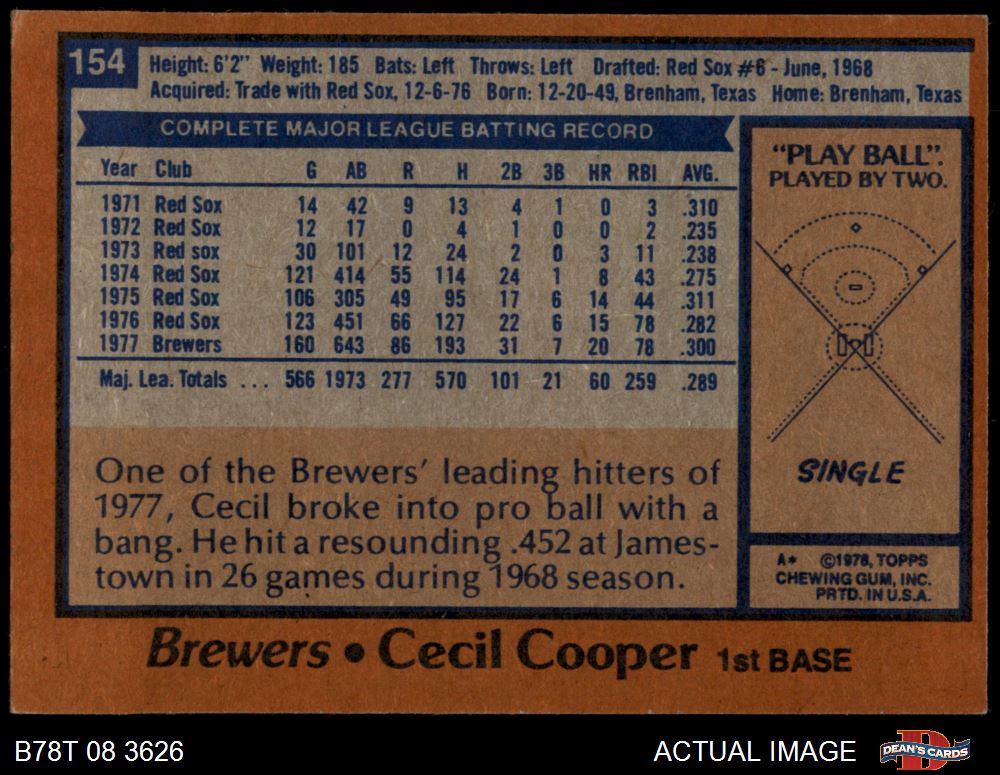 154
Height: 6'2" Weight: 185 Bats: Left Throws: Left Drafted: Red Sox #6 - June, 1968
Acquired: Trade with Red Sox, 12-6-76 Born: 12-20-49, Brenham, Texas Home: Brenham, Texas
COMPLETE MAJOR LEAGUE BATTING RECORD
Year Club G AB R H 2B 3B HR RBI AVG.
1971 Red Sox 14 42 9 13 4 1 0 3 .310
1972 Red Sox 12 17 0 4 1 0 0 2 .235
1973 Red sox 30 101 12 24 2 0 3 11 .238
1974 Red Sox 121 414 55 114 24 1 8 43 .275
1975 Red Sox 106 305 49 95 17 6 14 44 .311
1976 Red Sox 123 451 66 127 22 6 15 78 .282
1977 Brewers 160 643 86 193 31 7 20 78 .300
Maj. Lea. Totals ... 566 1973 277 570 101 21 60 259 .289
One of the Brewers' leading hitters of
1977, Cecil broke into pro ball with a
bang. He hit a resounding .452 at James-
town in 26 games during 1968 season.
"PLAY BALL".
PLAYED BY TWO.
SINGLE
A* ©1978, TOPPS
CHEWING GUM, INC.
PRTD. IN U.S.A.
Brewers • Cecil Cooper 1st BASE
B78T 08 3626
ACTUAL IMAGE
DEAN'S CARDS